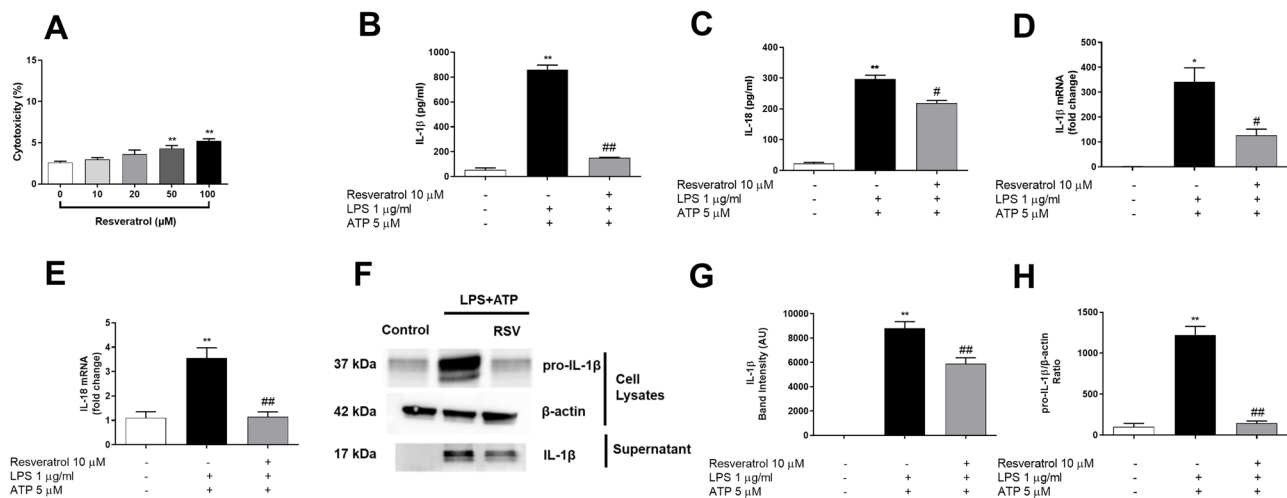 A
Cytotoxicity (%)
15
10
5
0
** **
0 10 20 50 100
Resveratrol (µM)
B
IL-1β (pg/ml)
1000
800
600
400
200
0
**
##
Resveratrol 10 µM - - +
LPS 1 µg/ml - + +
ATP 5 µM - + +
C
IL-18 (pg/ml)
400
300
200
100
0
**
#
Resveratrol 10 µM - - +
LPS 1 µg/ml - + +
ATP 5 µM - + +
D
IL-1β mRNA
(fold change)
500
400
300
200
100
0
*
#
Resveratrol 10 µM - - +
LPS 1 µg/ml - + +
ATP 5 µM - + +
E
IL-18 mRNA
(fold change)
5
4
3
2
1
0
**
##
Resveratrol 10 µM - - +
LPS 1 µg/ml - + +
ATP 5 µM - + +
F
LPS+ATP
Control RSV
37 kDa pro-IL-1β
42 kDa β-actin
Cell
Lysates
17 kDa IL-1β Supernatant
G
IL-1β
Band Intensity (AU)
10000
8000
6000
4000
2000
0
**
##
Resveratrol 10 µM - - +
LPS 1 µg/ml - + +
ATP 5 µM - + +
H
pro-IL-1β/β-actin
Ratio
1500
1000
500
0
**
##
Resveratrol 10 µM - - +
LPS 1 µg/ml - + +
ATP 5 µM - + +